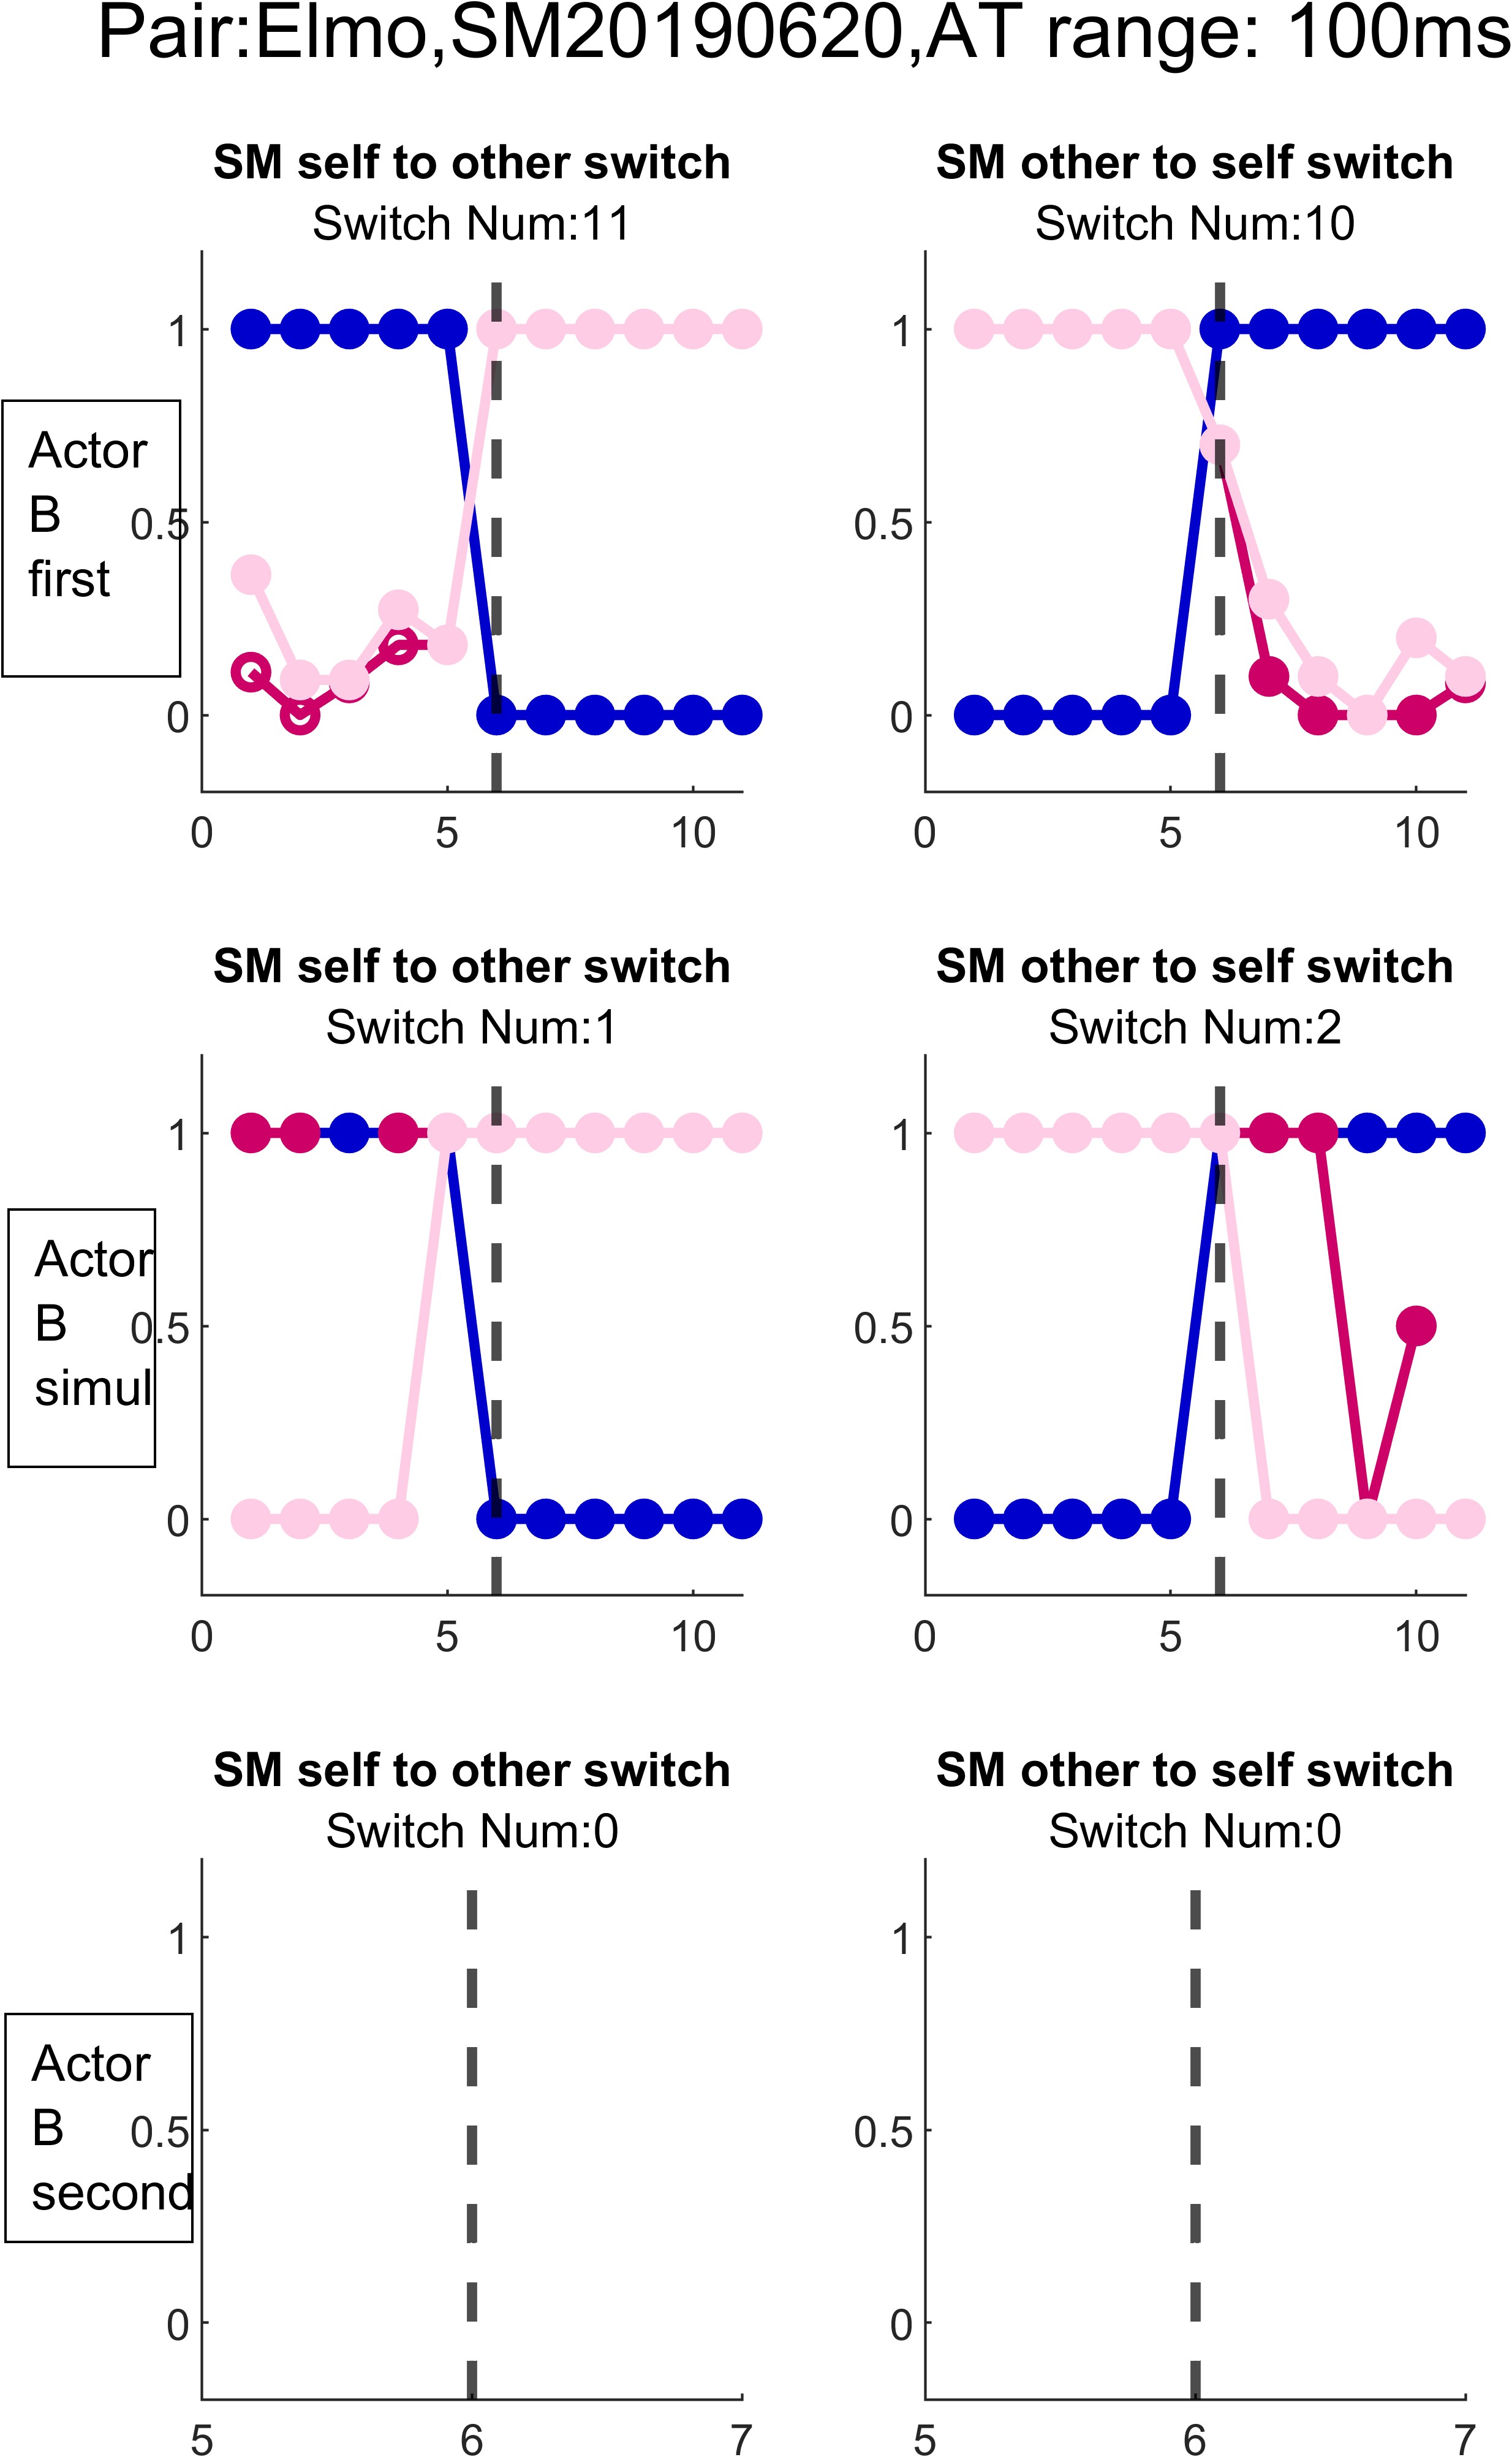 Pair:Elmo,SM20190620,AT range: 100ms
SM self to other switch
Switch Num:11
SM other to self switch
Switch Num:10
Actor
B
first
1
0.5
0
0
5
10
1
0.5
0
0
5
10
SM self to other switch
Switch Num:1
SM other to self switch
Switch Num:2
Actor
B
simul
1
0.5
0
0
5
10
1
0.5
0
0
5
10
SM self to other switch
Switch Num:0
SM other to self switch
Switch Num:0
Actor
B
second
1
0.5
0
5
6
7
1
0.5
0
5
6
7